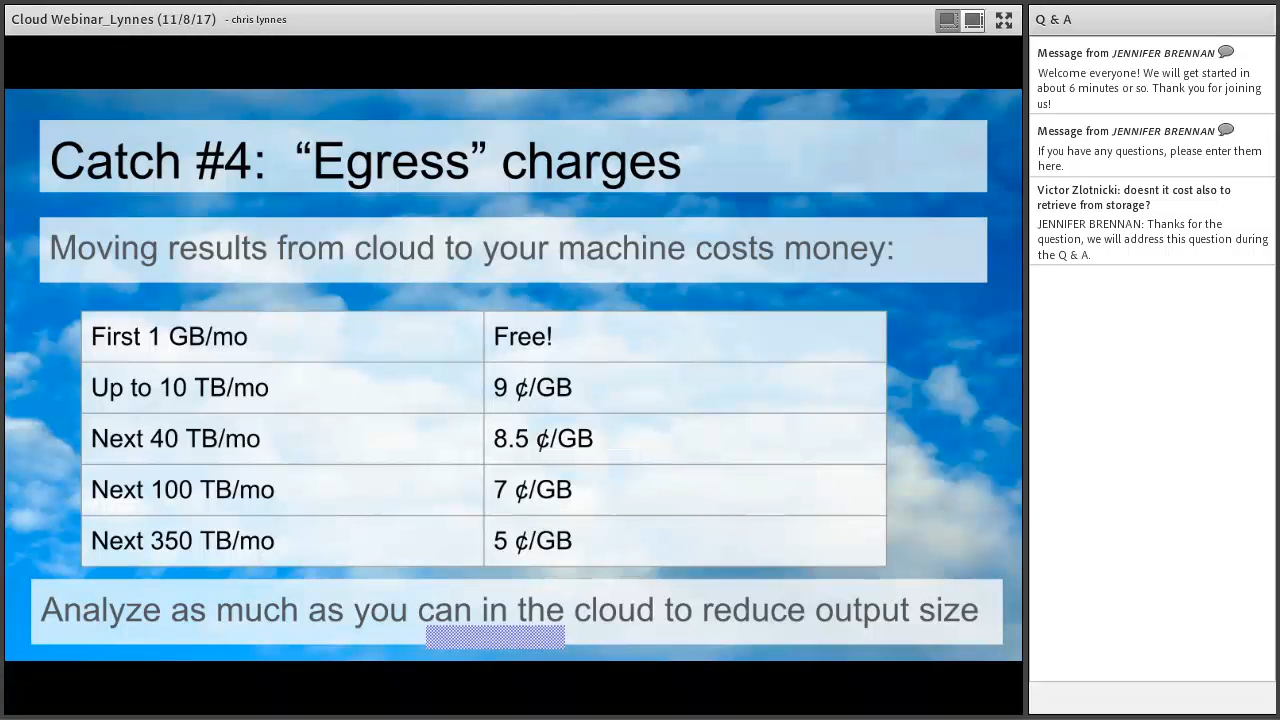 Cloud Webinar_Lynnes (11/8/17) - chris lynnes
Catch #4: “Egress” charges
Moving results from cloud to your machine costs money:
First 1 GB/mo Free!
Up to 10 TB/mo 9 ¢/GB
Next 40 TB/mo 8.5 ¢/GB
Next 100 TB/mo 7 ¢/GB
Next 350 TB/mo 5 ¢/GB
Analyze as much as you can in the cloud to reduce output size
Q & A
Message from JENNIFER BRENNAN
Welcome everyone! We will get started in
about 6 minutes or so. Thank you for joining
us!
Message from JENNIFER BRENNAN
If you have any questions, please enter them
here.
Victor Zlotnicki: doesnt it cost also to
retrieve from storage?
JENNIFER BRENNAN: Thanks for the
question, we will address this question during
the Q & A.